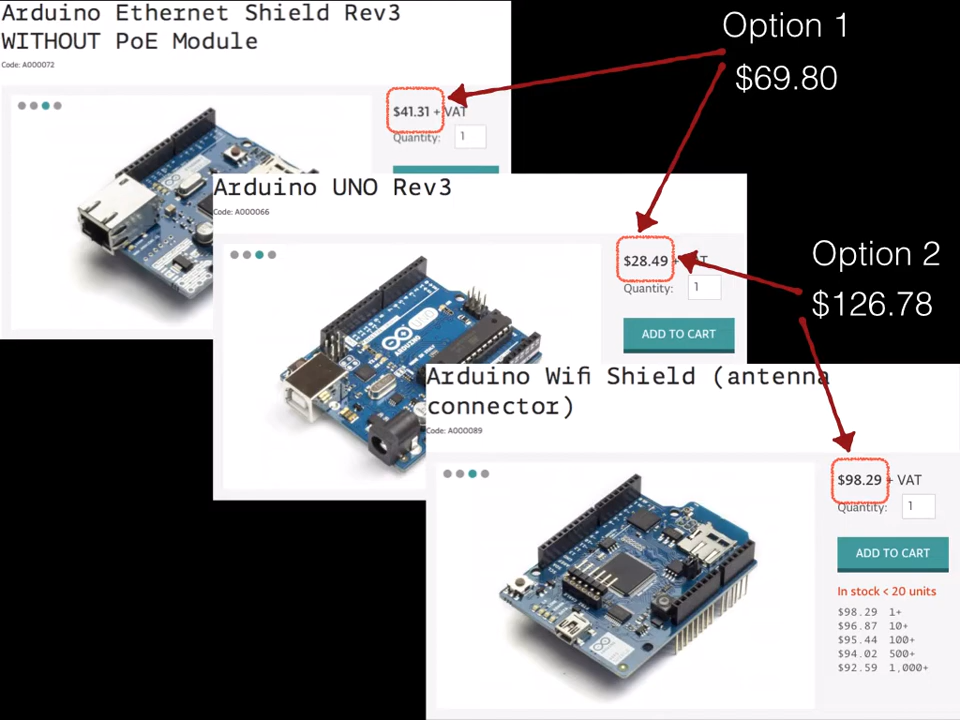 Arduino Ethernet Shield Rev3
WITHOUT PoE Module
Code: A000072
$41.31 + VAT
Quantity: 1
Option 1
$69.80
Arduino UNO Rev3
Code: A000066
$28.49 +
Quantity: 1
ADD TO CART
Option 2
$126.78
Arduino Wifi Shield (antenna
connector)
Code: A000089
$98.29 + VAT
Quantity: 1
ADD TO CART
In stock < 20 units
$98.29 1+
$96.87 10+
$95.44 100+
$94.02 500+
$92.59 1,000+